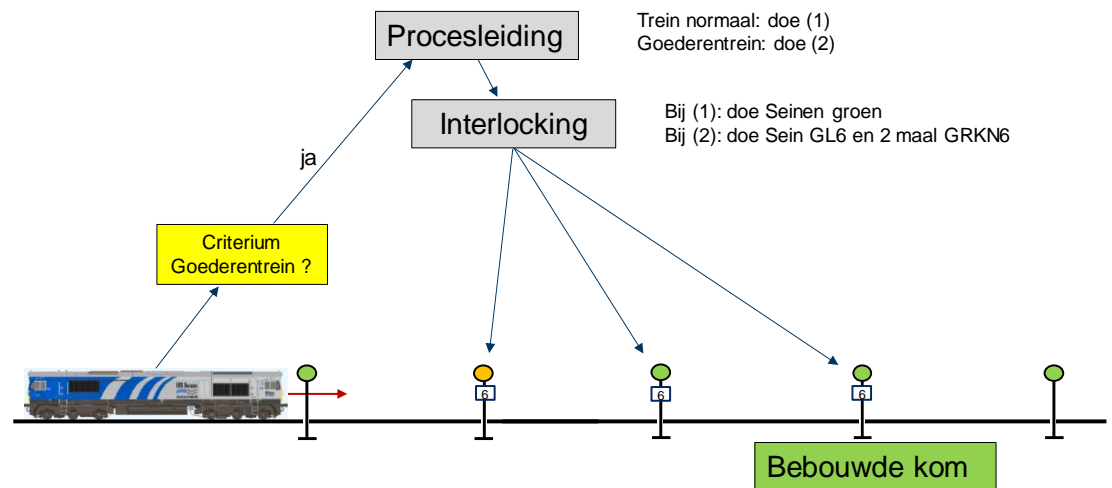 Procesleiding
Trein normaal: doe (1)
Goederentrein: doe (2)
Interlocking
Bij (1): doe Seinen groen
Bij (2): doe Sein GL6 en 2 maal GRKN6
ja
Criterium
Goederentrein ?
6
6
6
Bebouwde kom